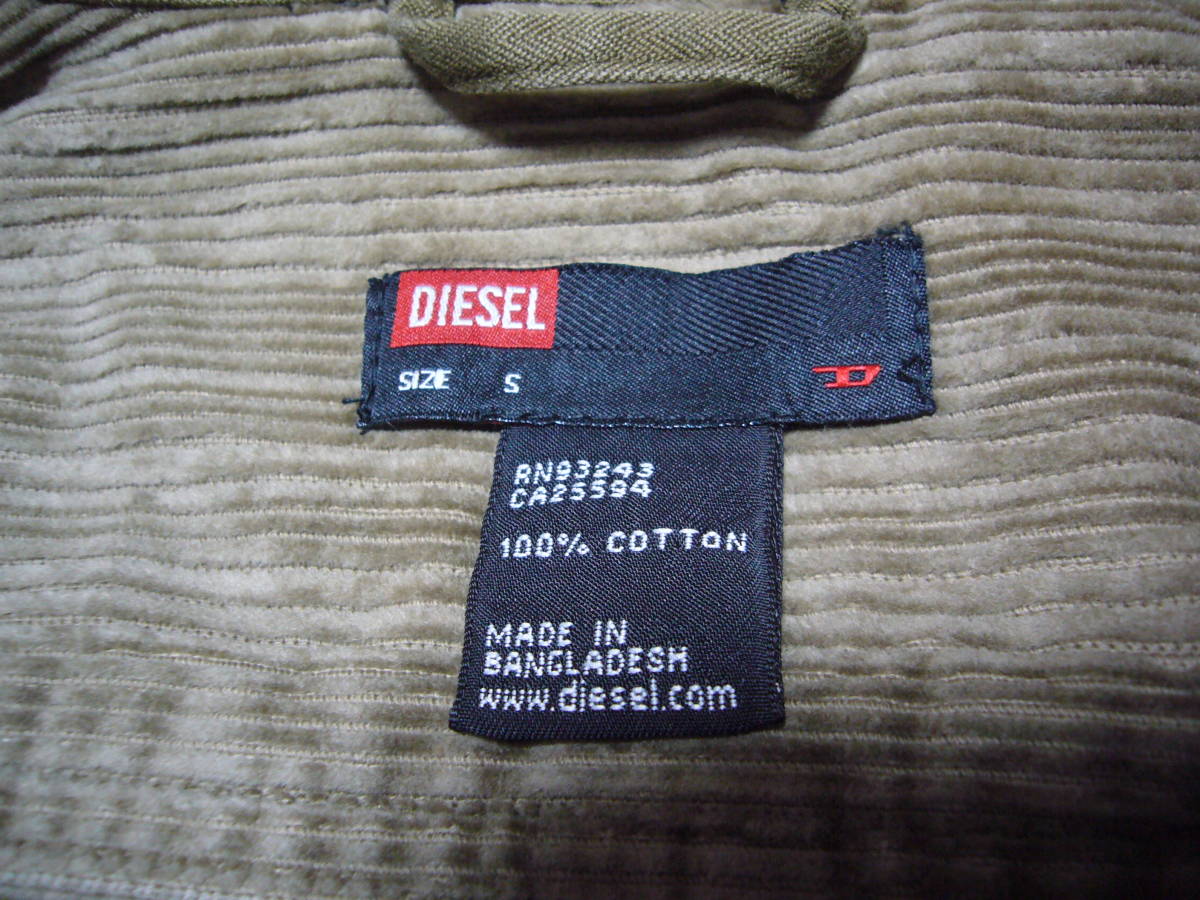 DIESEL
SIZE S
RN93243
CA25594
100% COTTON
MADE IN
BANGLADESH
www.diesel.com